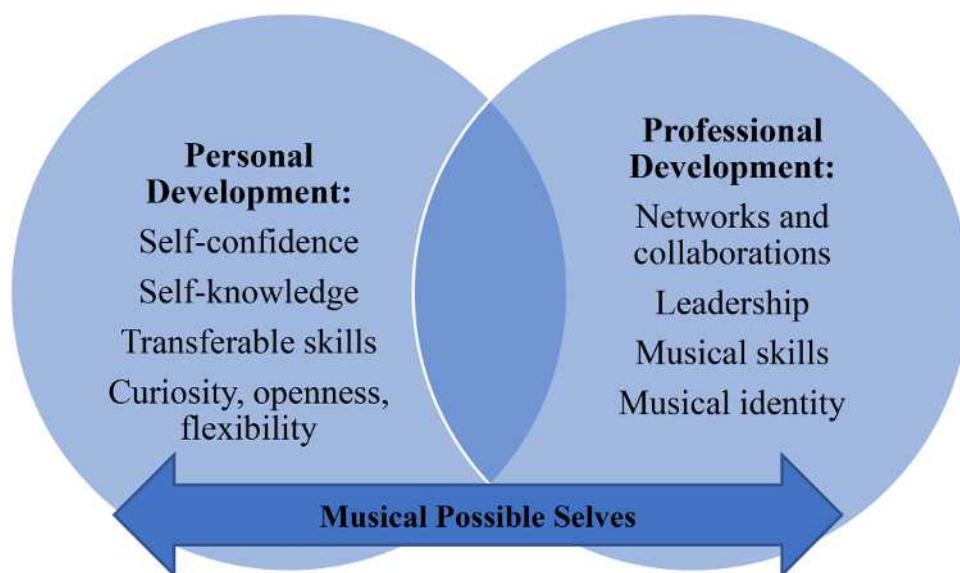 Personal
Development:
Self-confidence
Self-knowledge
Transferable skills
Curiosity, openness,
flexibility
Professional
Development:
Networks and
collaborations
Leadership
Musical skills
Musical identity
Musical Possible Selves